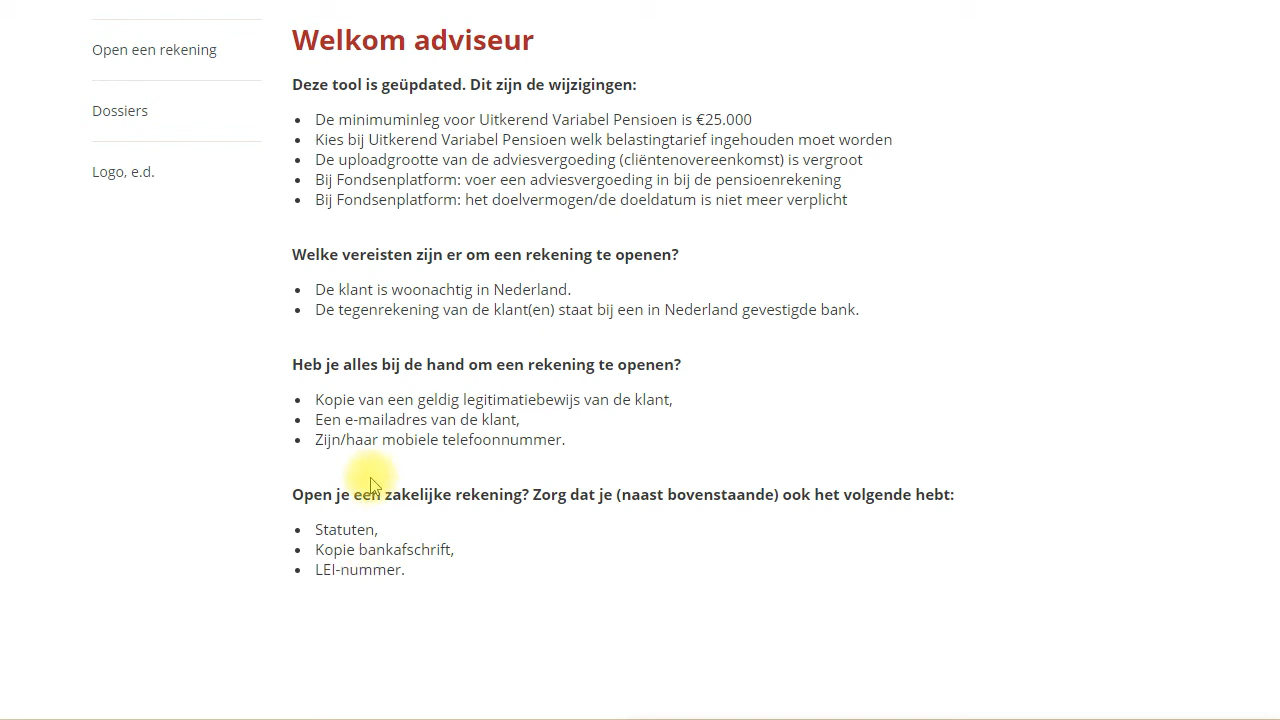 Open een rekening
Dossiers
Logo, e.d.
Welkom adviseur
Deze tool is geüpdated. Dit zijn de wijzigingen:
De minimuminleg voor Uitkerend Variabel Pensioen is €25.000
Kies bij Uitkerend Variabel Pensioen welk belastingtarief ingehouden moet worden
De uploadgrootte van de adviesvergoeding (cliëntenovereenkomst) is vergroot
Bij Fondsenplatform: voer een adviesvergoeding in bij de pensioenrekening
Bij Fondsenplatform: het doelvermogen/de doeldatum is niet meer verplicht
Welke vereisten zijn er om een rekening te openen?
De klant is woonachtig in Nederland.
De tegenrekening van de klant(en) staat bij een in Nederland gevestigde bank.
Heb je alles bij de hand om een rekening te openen?
Kopie van een geldig legitimatiebewijs van de klant,
Een e-mailadres van de klant,
Zijn/haar mobiele telefoonnummer.
Open je een zakelijke rekening? Zorg dat je (naast bovenstaande) ook het volgende hebt:
Statuten,
Kopie bankafschrift,
LEI-nummer.